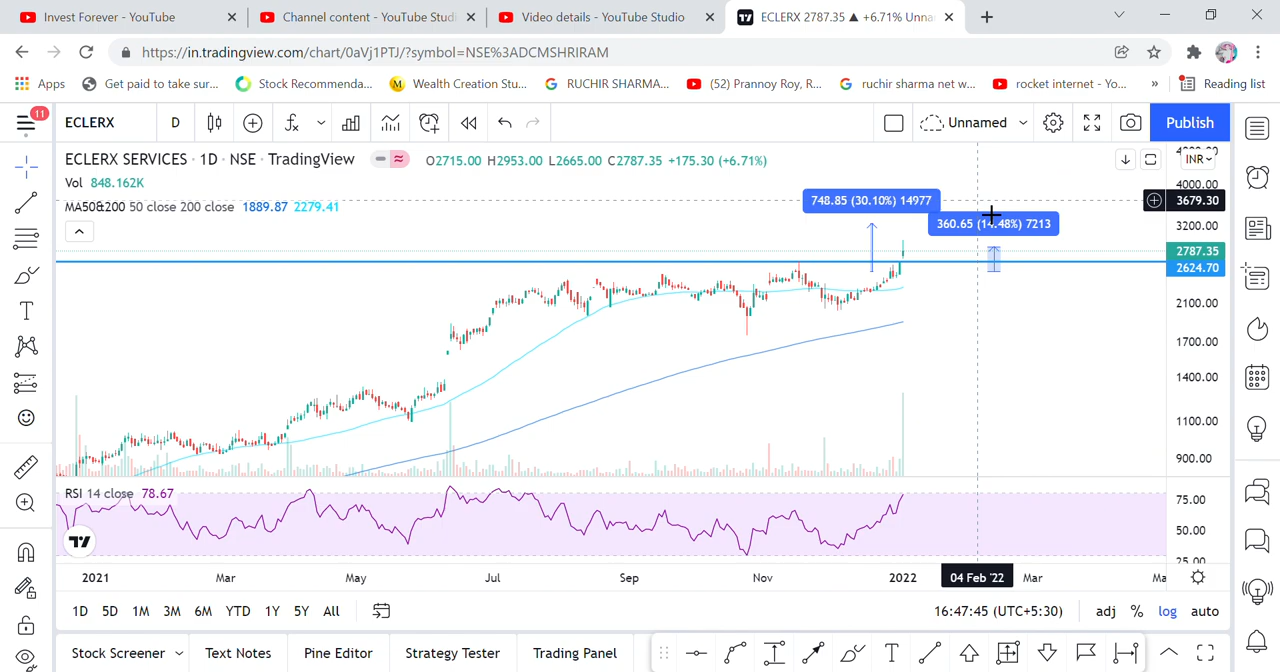 Invest Forever - YouTube
Channel content - YouTube Studi
Video details - YouTube Studio
ECLERX 2787.35 ▲ +6.71% Unna
https://in.tradingview.com/chart/0aVj1PTJ/?symbol=NSE%3ADCMSHRIRAM
Apps
Get paid to take sur...
Stock Recommenda...
Wealth Creation Stu...
RUCHIR SHARMA...
(52) Prannoy Roy, R...
ruchir sharma net w...
rocket internet - Yo...
»
Reading list
11
ECLERX
D
Unnamed
Publish
ECLERX SERVICES · 1D · NSE · TradingView
O2715.00 H2953.00 L2665.00 C2787.35 +175.30 (+6.71%)
INR
Vol 848.162K
4000.00
MA50&200 50 close 200 close 1889.87 2279.41
748.85 (30.10%) 14977
3679.30
360.65 (14.48%) 7213
3200.00
2787.35
2624.70
2100.00
1700.00
1400.00
1100.00
900.00
RSI 14 close 78.67
75.00
50.00
25.00
2021
Mar
May
Jul
Sep
Nov
2022
04 Feb '22
Mar
Ma
1D
5D
1M
3M
6M
YTD
1Y
5Y
All
16:47:45 (UTC+5:30)
adj
%
log
auto
Stock Screener
Text Notes
Pine Editor
Strategy Tester
Trading Panel